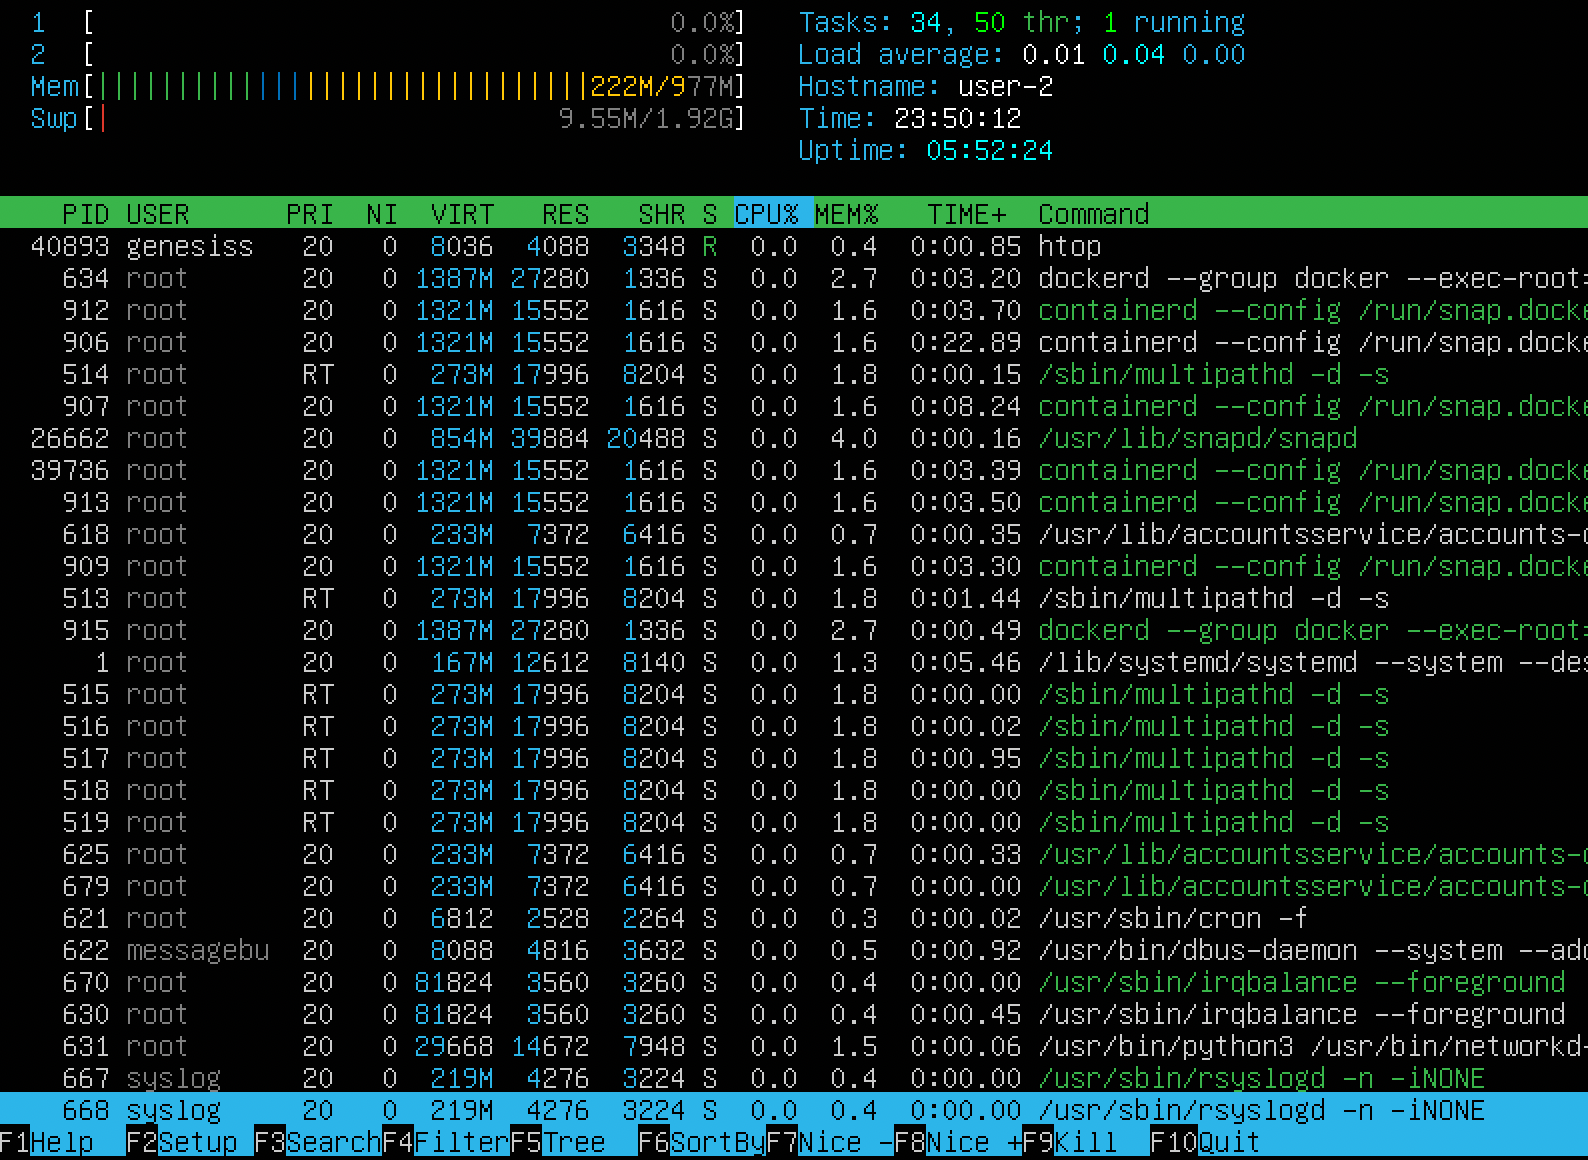 1 [ 0.0%] Tasks: 34, 50 thr; 1 running
2 [ 0.0%] Load average: 0.01 0.04 0.00
Mem[|||||||||||||||||||||||||||||||222M/977M] Hostname: user-2
Swp[| 9.55M/1.92G] Time: 23:50:12
Uptime: 05:52:24
PID USER PRI NI VIRT RES SHR S CPU% MEM% TIME+ Command
40893 genesiss 20 0 8036 4088 3348 R 0.0 0.4 0:00.85 htop
634 root 20 0 1387M 27280 1336 S 0.0 2.7 0:03.20 dockerd --group docker --exec-root=
912 root 20 0 1321M 15552 1616 S 0.0 1.6 0:03.70 containerd --config /run/snap.docke
906 root 20 0 1321M 15552 1616 S 0.0 1.6 0:22.89 containerd --config /run/snap.docke
514 root RT 0 273M 17996 8204 S 0.0 1.8 0:00.15 /sbin/multipathd -d -s
907 root 20 0 1321M 15552 1616 S 0.0 1.6 0:08.24 containerd --config /run/snap.docke
26662 root 20 0 854M 39884 20488 S 0.0 4.0 0:00.16 /usr/lib/snapd/snapd
39736 root 20 0 1321M 15552 1616 S 0.0 1.6 0:03.39 containerd --config /run/snap.docke
913 root 20 0 1321M 15552 1616 S 0.0 1.6 0:03.50 containerd --config /run/snap.docke
618 root 20 0 233M 7372 6416 S 0.0 0.7 0:00.35 /usr/lib/accountsservice/accounts-d
909 root 20 0 1321M 15552 1616 S 0.0 1.6 0:03.30 containerd --config /run/snap.docke
513 root RT 0 273M 17996 8204 S 0.0 1.8 0:01.44 /sbin/multipathd -d -s
915 root 20 0 1387M 27280 1336 S 0.0 2.7 0:00.49 dockerd --group docker --exec-root=
1 root 20 0 167M 12612 8140 S 0.0 1.3 0:05.46 /lib/systemd/systemd --system --des
515 root RT 0 273M 17996 8204 S 0.0 1.8 0:00.00 /sbin/multipathd -d -s
516 root RT 0 273M 17996 8204 S 0.0 1.8 0:00.02 /sbin/multipathd -d -s
517 root RT 0 273M 17996 8204 S 0.0 1.8 0:00.95 /sbin/multipathd -d -s
518 root RT 0 273M 17996 8204 S 0.0 1.8 0:00.00 /sbin/multipathd -d -s
519 root RT 0 273M 17996 8204 S 0.0 1.8 0:00.00 /sbin/multipathd -d -s
625 root 20 0 233M 7372 6416 S 0.0 0.7 0:00.33 /usr/lib/accountsservice/accounts-d
679 root 20 0 233M 7372 6416 S 0.0 0.7 0:00.00 /usr/lib/accountsservice/accounts-d
621 root 20 0 6812 2528 2264 S 0.0 0.3 0:00.02 /usr/sbin/cron -f
622 messagebu 20 0 8088 4816 3632 S 0.0 0.5 0:00.92 /usr/bin/dbus-daemon --system --add
670 root 20 0 81824 3560 3260 S 0.0 0.4 0:00.00 /usr/sbin/irqbalance --foreground
630 root 20 0 81824 3560 3260 S 0.0 0.4 0:00.45 /usr/sbin/irqbalance --foreground
631 root 20 0 29668 14672 7948 S 0.0 1.5 0:00.06 /usr/bin/python3 /usr/bin/networkd-
667 syslog 20 0 219M 4276 3224 S 0.0 0.4 0:00.00 /usr/sbin/rsyslogd -n -iNONE
668 syslog 20 0 219M 4276 3224 S 0.0 0.4 0:00.00 /usr/sbin/rsyslogd -n -iNONE
F1Help F2Setup F3SearchF4FilterF5Tree F6SortByF7Nice -F8Nice +F9Kill F10Quit